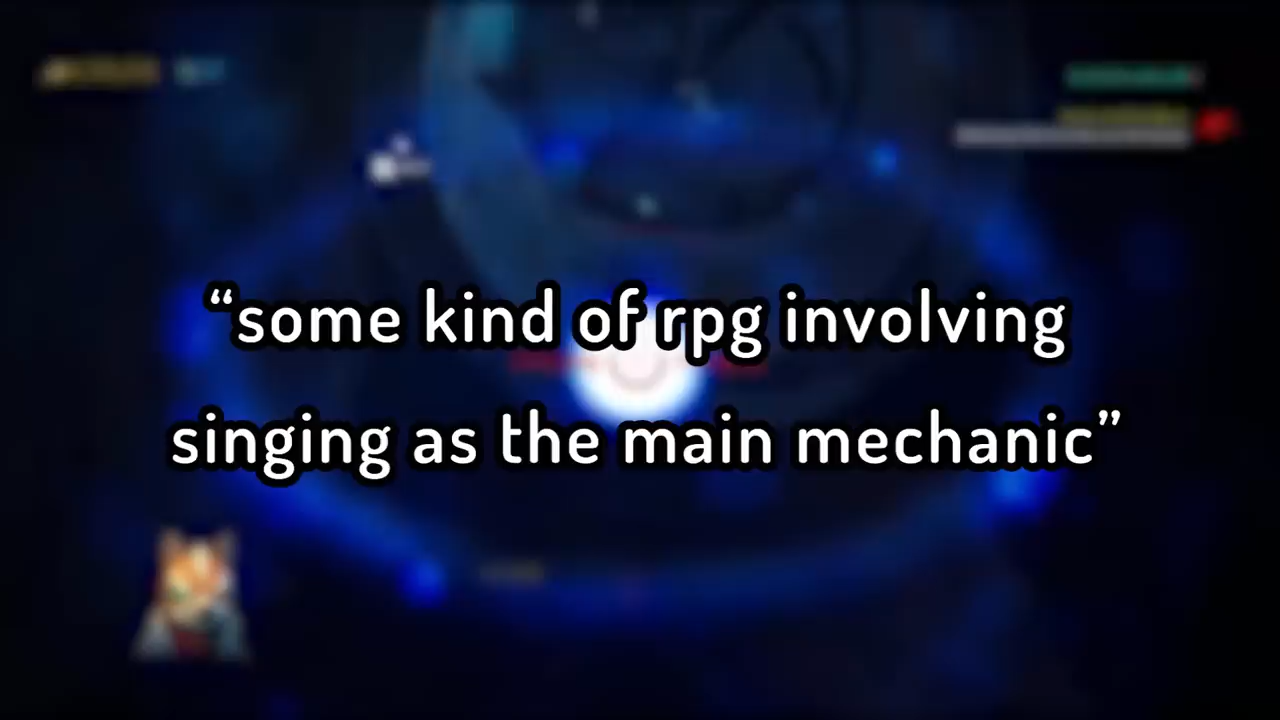 “some kind of rpg involving
singing as the main mechanic”